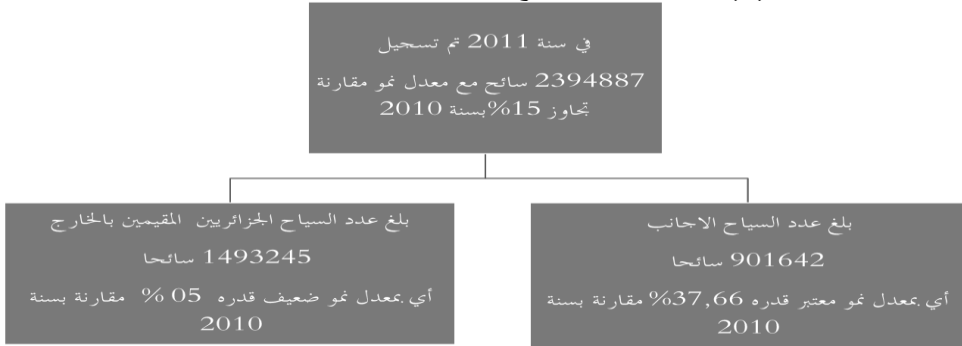 في سنة 2011 تم تسجيل
2394887 سائح مع معدل نمو مقارنة
تجاوز 15%بسنة 2010
بلغ عدد السياح الاجانب
901642 سائحا
أي بمعدل نمو معتبر قدره 37,66% مقارنة بسنة
2010
بلغ عدد السياح الجزائريين المقيمين بالخارج
1493245 سائحا
أي بمعدل نمو ضعيف قدره 05 % مقارنة بسنة
2010